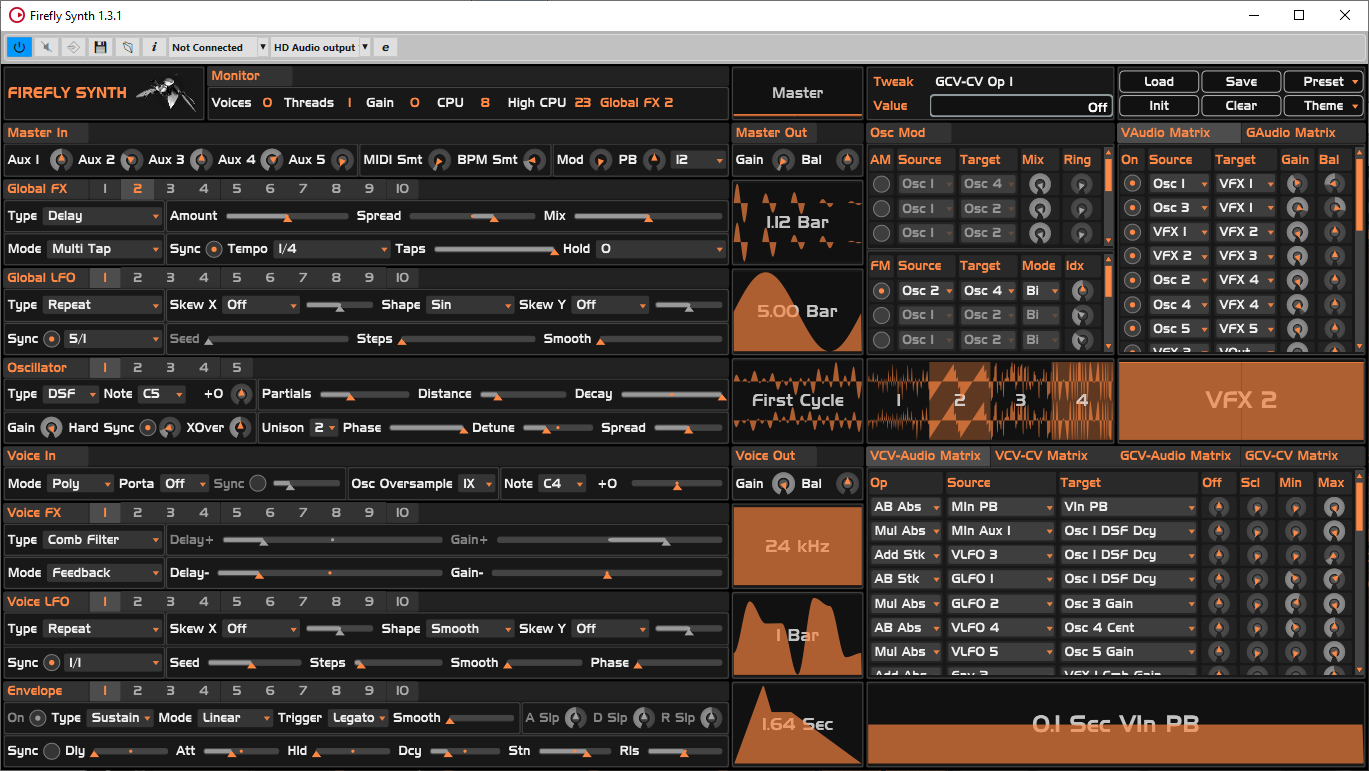 Firefly Synth 1.3.1
i Not Connected HD Audio output e
FIREFLY SYNTH
Monitor
Voices 0 Threads 1 Gain 0 CPU 8 High CPU 23 Global FX 2
Master
Tweak GCV-CV Op 1
Value Off
Load Save Preset
Init Clear Theme
Master In
Aux 1 Aux 2 Aux 3 Aux 4 Aux 5 MIDI Smt BPM Smt Mod PB 12
Master Out
Gain Bal
Global FX 1 2 3 4 5 6 7 8 9 10
Type Delay Amount Spread Mix
Mode Multi Tap Sync Tempo 1/4 Taps Hold 0
1.12 Bar
Global LFO 1 2 3 4 5 6 7 8 9 10
Type Repeat Skew X Off Shape Sin Skew Y Off
Sync 5/1 Seed Steps Smooth
5.00 Bar
Osc Mod
AM Source Target Mix Ring
Osc 1 Osc 4
Osc 1 Osc 2
Osc 1 Osc 2
FM Source Target Mode Idx
Osc 2 Osc 4 Bi
Osc 1 Osc 2 Bi
Osc 1 Osc 2 Bi
VAudio Matrix GAudio Matrix
On Source Target Gain Bal
Osc 1 VFX 1
Osc 3 VFX 1
VFX 1 VFX 2
VFX 2 VFX 3
Osc 2 VFX 4
Osc 4 VFX 4
Osc 5 VFX 5
VFX 3 VOut
Oscillator 1 2 3 4 5
Type DSF Note C5 +0 Partials Distance Decay
Gain Hard Sync XOver Unison 2 Phase Detune Spread
First Cycle
1 2 3 4
VFX 2
Voice In
Mode Poly Porta Off Sync Osc Oversample 1X Note C4 +0
Voice Out
Gain Bal
Voice FX 1 2 3 4 5 6 7 8 9 10
Type Comb Filter Delay+ Gain+
Mode Feedback Delay- Gain-
24 kHz
Voice LFO 1 2 3 4 5 6 7 8 9 10
Type Repeat Skew X Off Shape Smooth Skew Y Off
Sync 1/1 Seed Steps Smooth Phase
1 Bar
VCV-Audio Matrix VCV-CV Matrix GCV-Audio Matrix GCV-CV Matrix
Op Source Target Off Scl Min Max
AB Abs MIn PB VIn PB
Mul Abs MIn Aux 1 Osc 1 DSF Dcy
Add Stk VLFO 3 Osc 1 DSF Dcy
AB Stk GLFO 1 Osc 1 DSF Dcy
Mul Abs GLFO 2 Osc 3 Gain
AB Abs VLFO 4 Osc 4 Cent
Mul Abs VLFO 5 Osc 5 Gain
Add Abs Env 2 VFX 1 Cmb Gain
Envelope 1 2 3 4 5 6 7 8 9 10
On Type Sustain Mode Linear Trigger Legato Smooth A Slp D Slp R Slp
Sync Dly Att Hld Dcy Stn Rls
1.64 Sec
0.1 Sec VIn PB